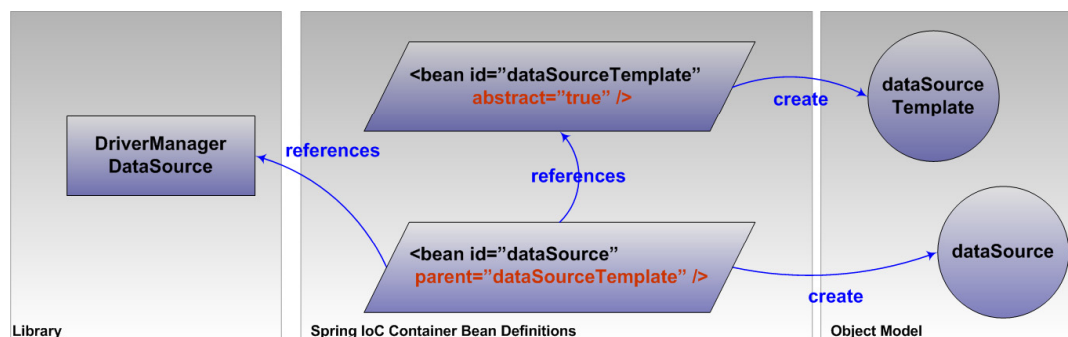 DriverManager
DataSource
Library
references
<bean id=”dataSourceTemplate”
abstract=”true” />
references
<bean id=”dataSource”
parent=”dataSourceTemplate” />
Spring IoC Container Bean Definitions
create
dataSource
Template
create
dataSource
Object Model